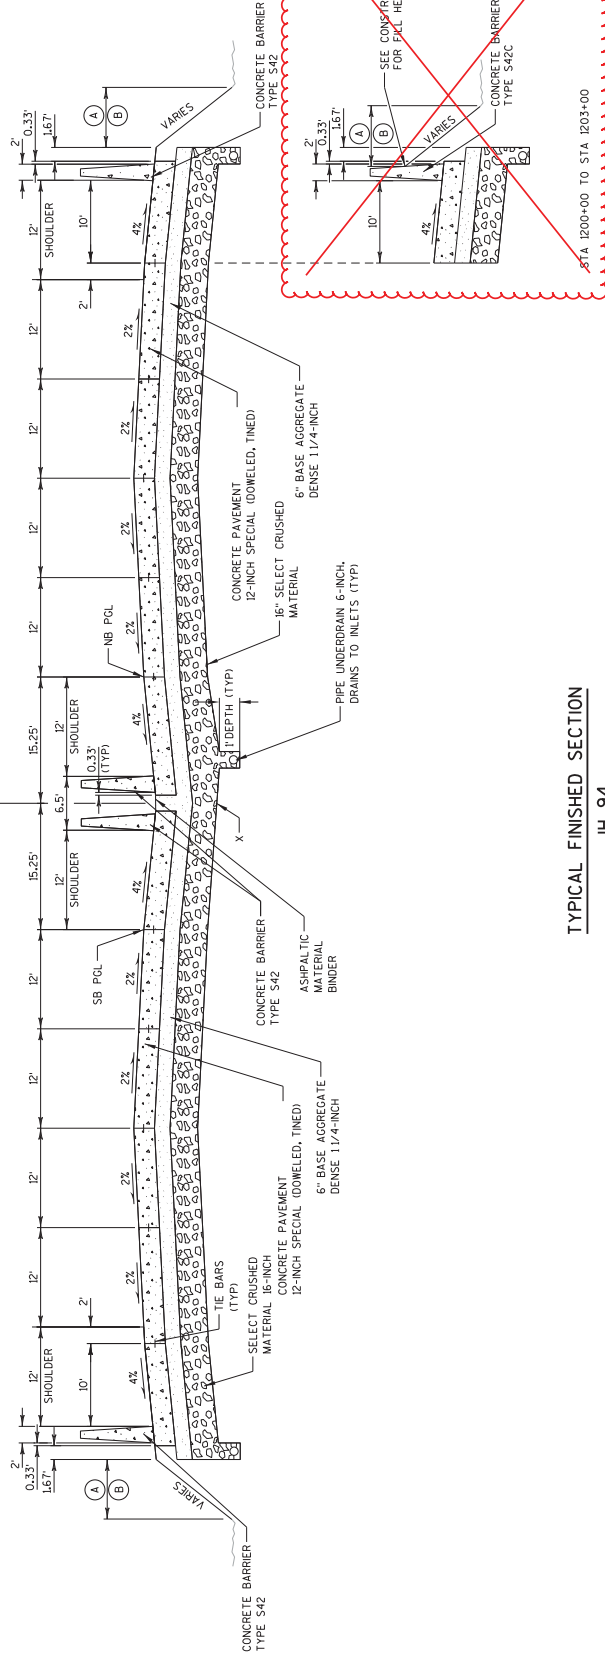 CONCRETE BARRIER
TYPE S42
VARIES
A
B
2'
0.33'
1.67'
12'
SHOULDER
10'
4%
2'
TIE BARS
(TYP)
SELECT CRUSHED
MATERIAL 16-INCH
CONCRETE PAVEMENT
12-INCH SPECIAL (DOWELED, TINED)
6" BASE AGGREGATE
DENSE 1 1/4-INCH
12'
2%
12'
2%
12'
2%
12'
2%
SB PGL
15.25'
12'
SHOULDER
4%
CONCRETE BARRIER
TYPE S42
ASHPALTIC
MATERIAL
BINDER
6.5'
X
0.33'
(TYP)
15.25'
12'
SHOULDER
4%
1' DEPTH (TYP)
PIPE UNDERDRAIN 6-INCH,
DRAINS TO INLETS (TYP)
NB PGL
16" SELECT CRUSHED
MATERIAL
CONCRETE PAVEMENT
12-INCH SPECIAL (DOWELED, TINED)
6" BASE AGGREGATE
DENSE 1 1/4-INCH
12'
2%
12'
2%
12'
2%
12'
2%
2'
10'
12'
SHOULDER
4%
2'
0.33'
1.67'
A
B
VARIES
CONCRETE BARRIER
TYPE S42
10'
4%
2'
0.33'
1.67'
A
B
VARIES
SEE
FOR FILL
CONCRETE BARRIER
TYPE S42C
STA 1200+00 TO STA 1203+00
TYPICAL FINISHED SECTION
IH 94